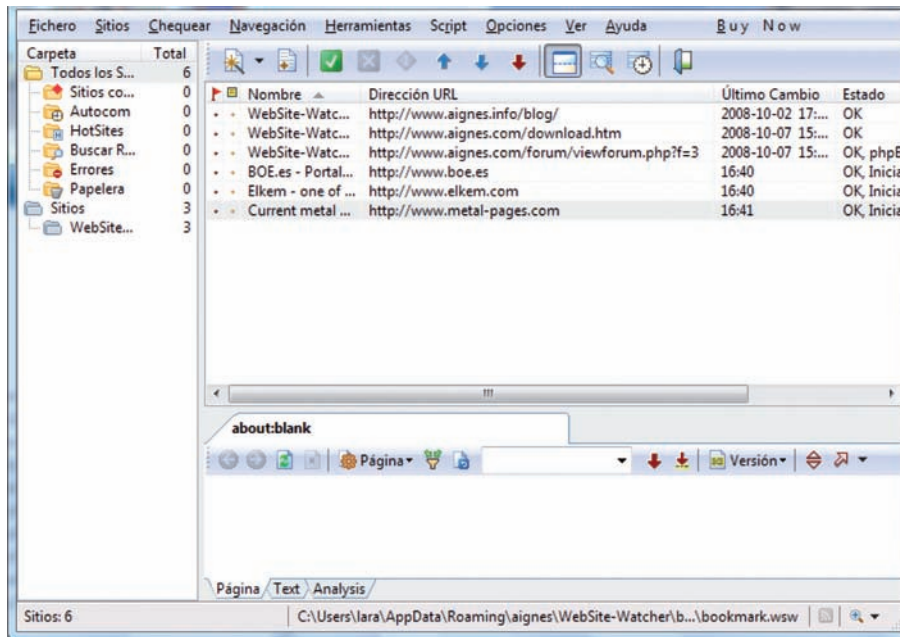 Fichero Sitios Chequear Navegación Herramientas Script Opciones Ver Ayuda Buy Now
Carpeta Total
Todos los S... 6
Sitios co... 0
Autocom 0
HotSites 0
Buscar R... 0
Errores 0
Papelera 0
Sitios 3
WebSite... 3
Nombre Dirección URL Último Cambio Estado
WebSite-Watc... http://www.aignes.info/blog/ 2008-10-02 17:... OK
WebSite-Watc... http://www.aignes.com/download.htm 2008-10-07 15:... OK
WebSite-Watc... http://www.aignes.com/forum/viewforum.php?f=3 2008-10-07 15:... OK, phpB
BOE.es - Portal... http://www.boe.es 16:40 OK, Inicia
Elkem - one of ... http://www.elkem.com 16:40 OK, Inicia
Current metal ... http://www.metal-pages.com 16:41 OK, Inicia
about:blank
Página Versión
Página Text Analysis
Sitios: 6 C:\Users\lara\AppData\Roaming\aignes\WebSite-Watcher\b...\bookmark.wsw